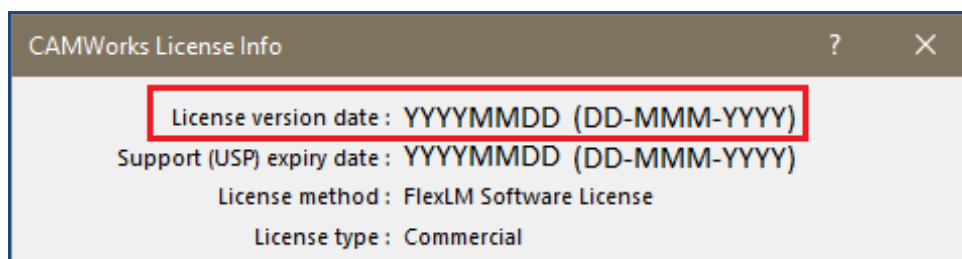 CAMWorks License Info ? ×
License version date : YYYYMMDD (DD-MMM-YYYY)
Support (USP) expiry date : YYYYMMDD (DD-MMM-YYYY)
License method : FlexLM Software License
License type : Commercial